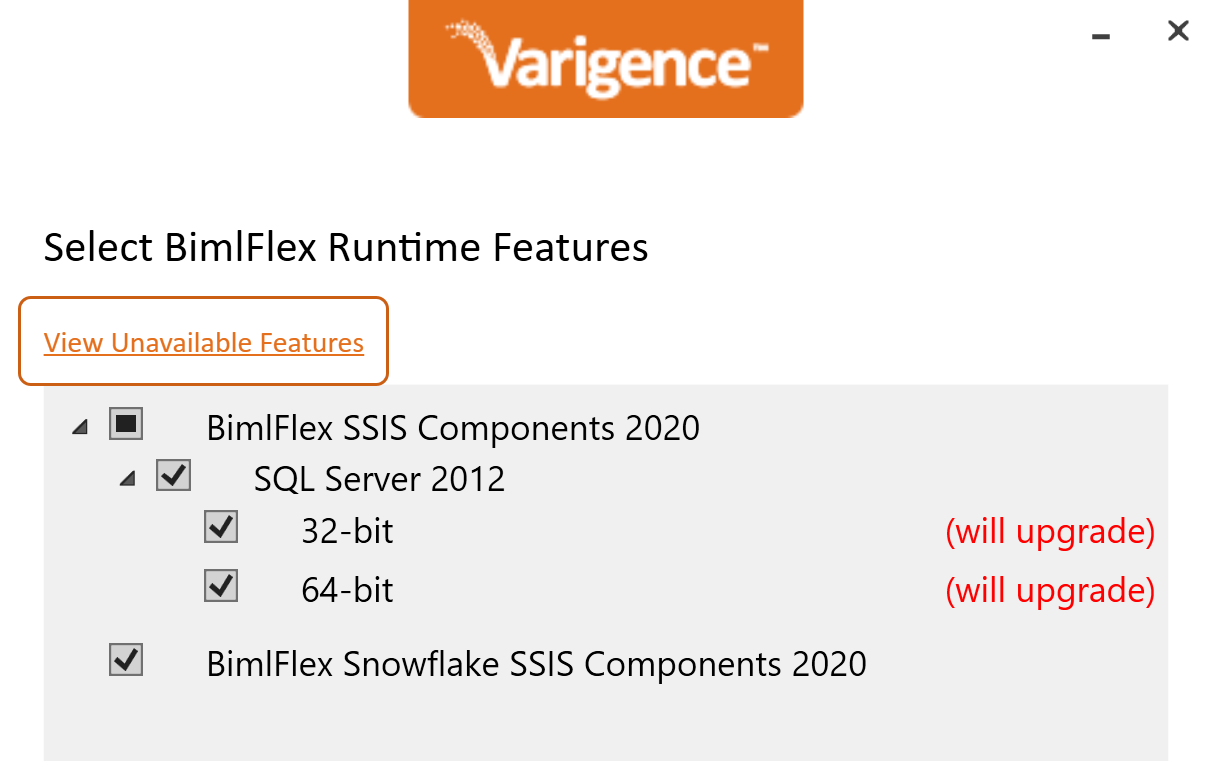 Varigence™
Select BimlFlex Runtime Features
View Unavailable Features
BimlFlex SSIS Components 2020
SQL Server 2012
32-bit (will upgrade)
64-bit (will upgrade)
BimlFlex Snowflake SSIS Components 2020